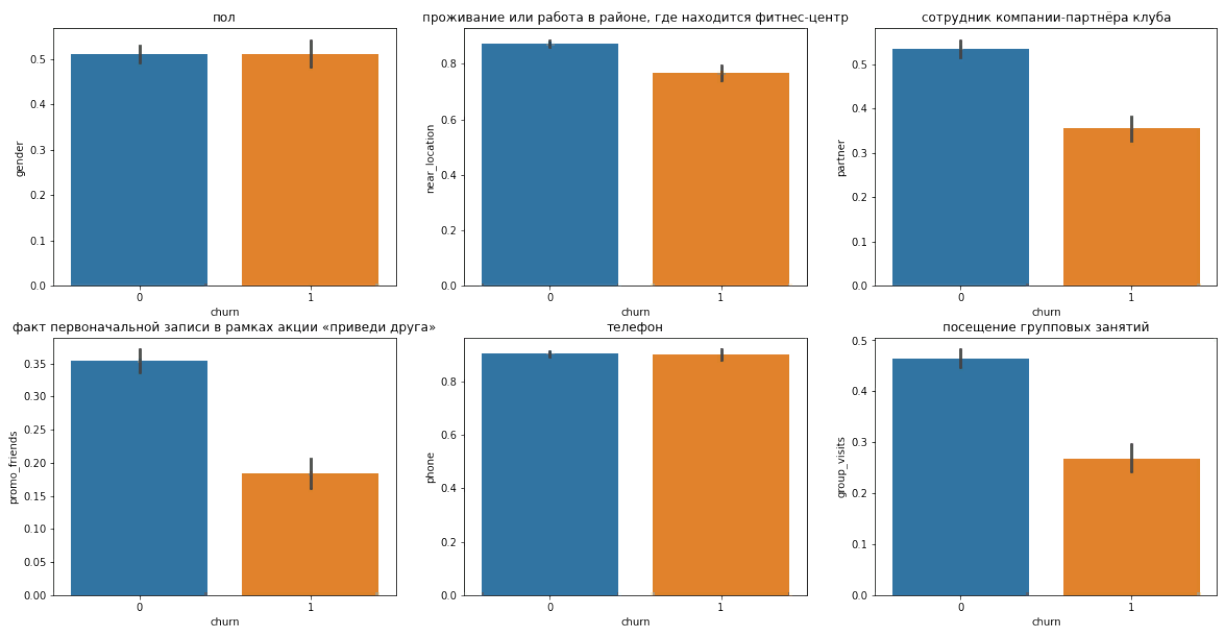 пол
gender
0.5
0.4
0.3
0.2
0.1
0.0
0 1
churn
проживание или работа в районе, где находится фитнес-центр
near_location
0.8
0.6
0.4
0.2
0.0
0 1
churn
сотрудник компании-партнёра клуба
partner
0.5
0.4
0.3
0.2
0.1
0.0
0 1
churn
факт первоначальной записи в рамках акции «приведи друга»
promo_friends
0.35
0.30
0.25
0.20
0.15
0.10
0.05
0.00
0 1
churn
телефон
phone
0.8
0.6
0.4
0.2
0.0
0 1
churn
посещение групповых занятий
group_visits
0.5
0.4
0.3
0.2
0.1
0.0
0 1
churn